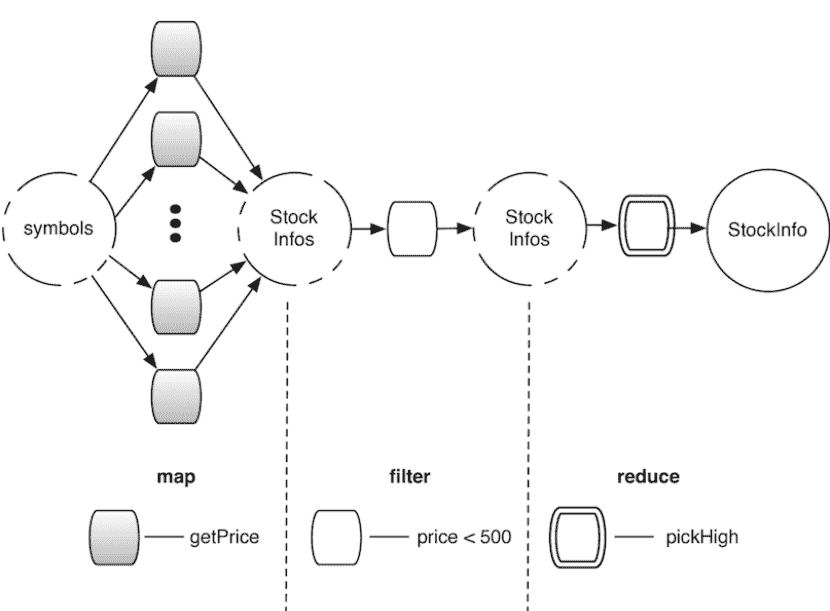 symbols
Stock
Infos
Stock
Infos
StockInfo
map
filter
reduce
getPrice
price < 500
pickHigh